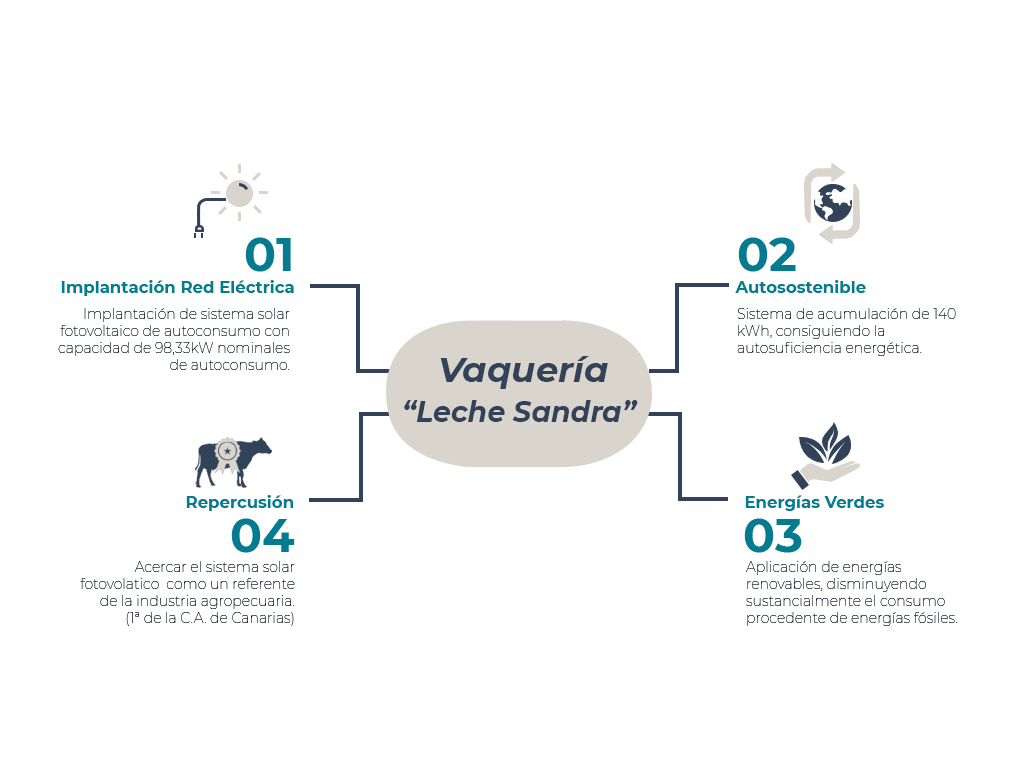 01
Implantación Red Eléctrica
Implantación de sistema solar
fotovoltaico de autoconsumo con
capacidad de 98,33kW nominales
de autoconsumo.
02
Autosostenible
Sistema de acumulación de 140
kWh, consiguiendo la
autosuficiencia energética.
Vaquería
“Leche Sandra”
Repercusión
04
Acercar el sistema solar
fotovolatico como un referente
de la industria agropecuaria.
(1ª de la C.A. de Canarias)
Energías Verdes
03
Aplicación de energías
renovables, disminuyendo
sustancialmente el consumo
procedente de energías fósiles.